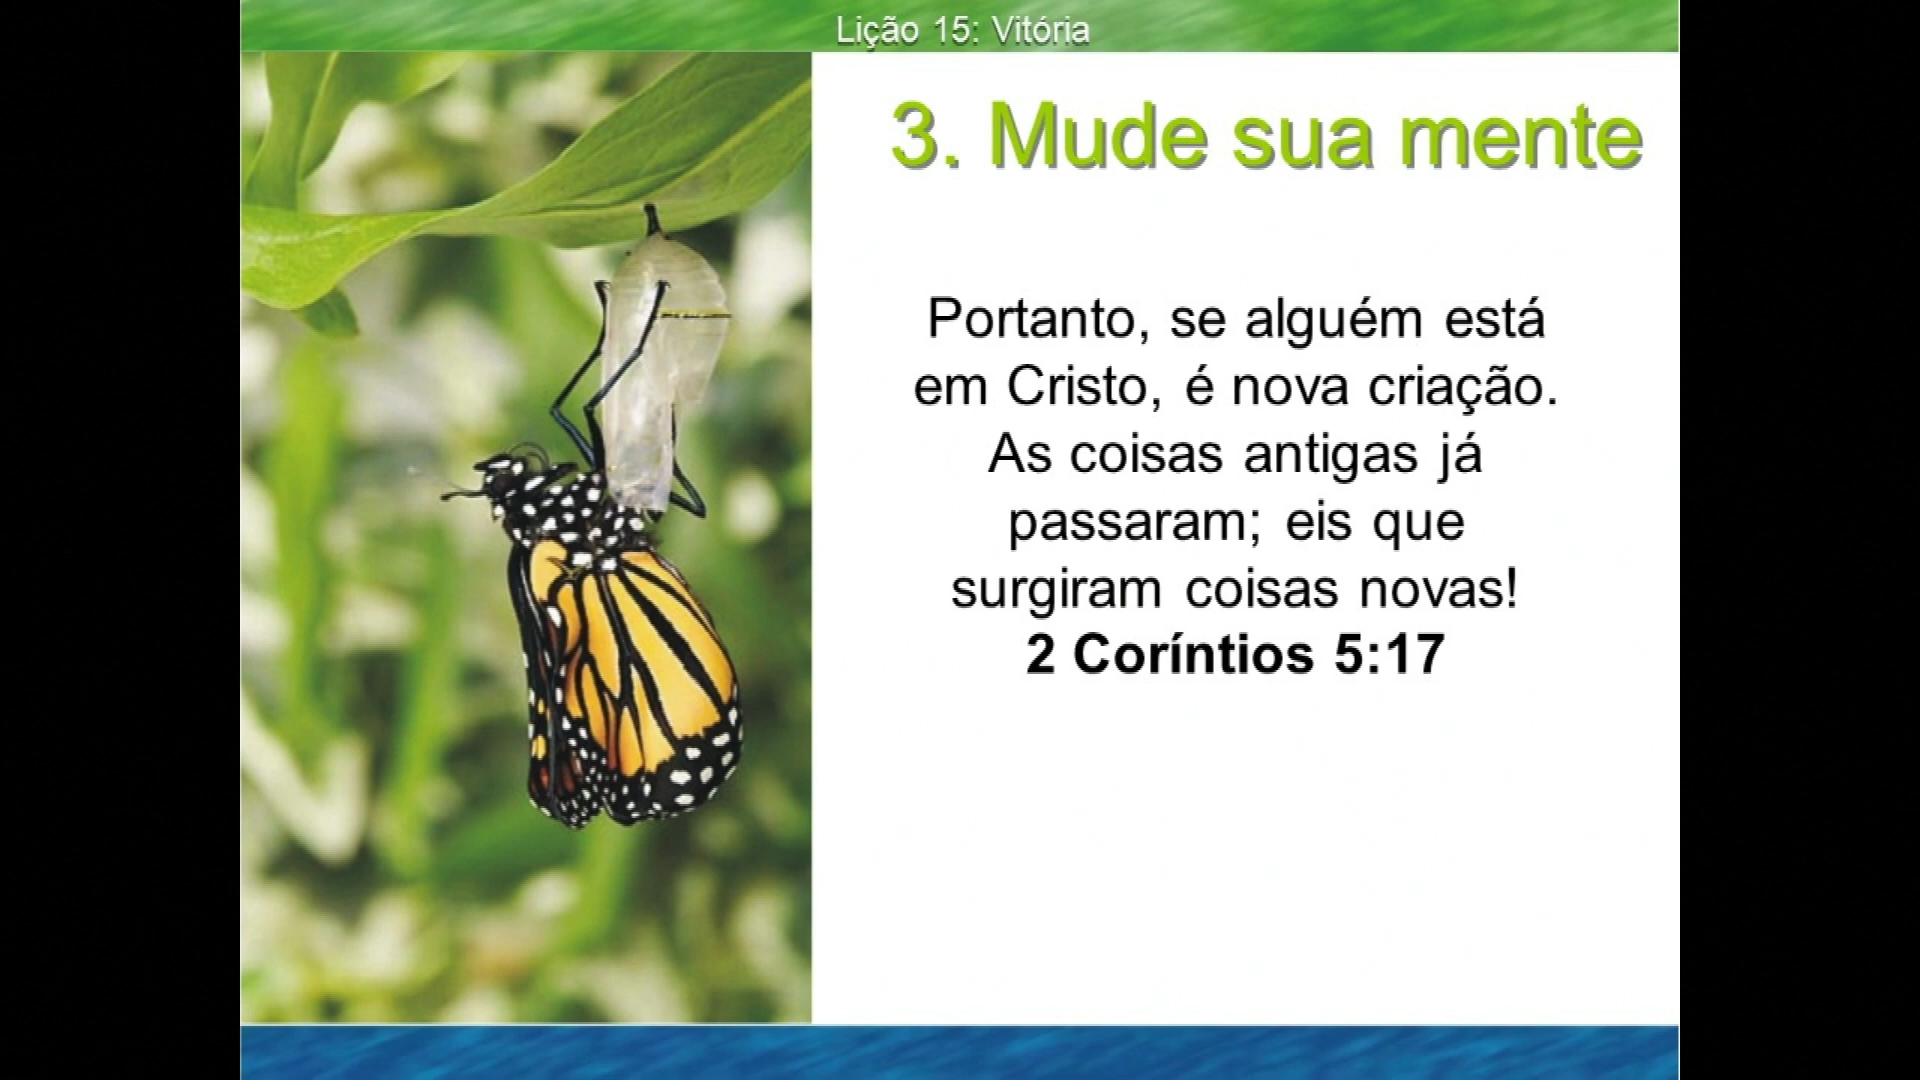 Lição 15: Vitória
3. Mude sua mente
Portanto, se alguém está
em Cristo, é nova criação.
As coisas antigas já
passaram; eis que
surgiram coisas novas!
2 Coríntios 5:17